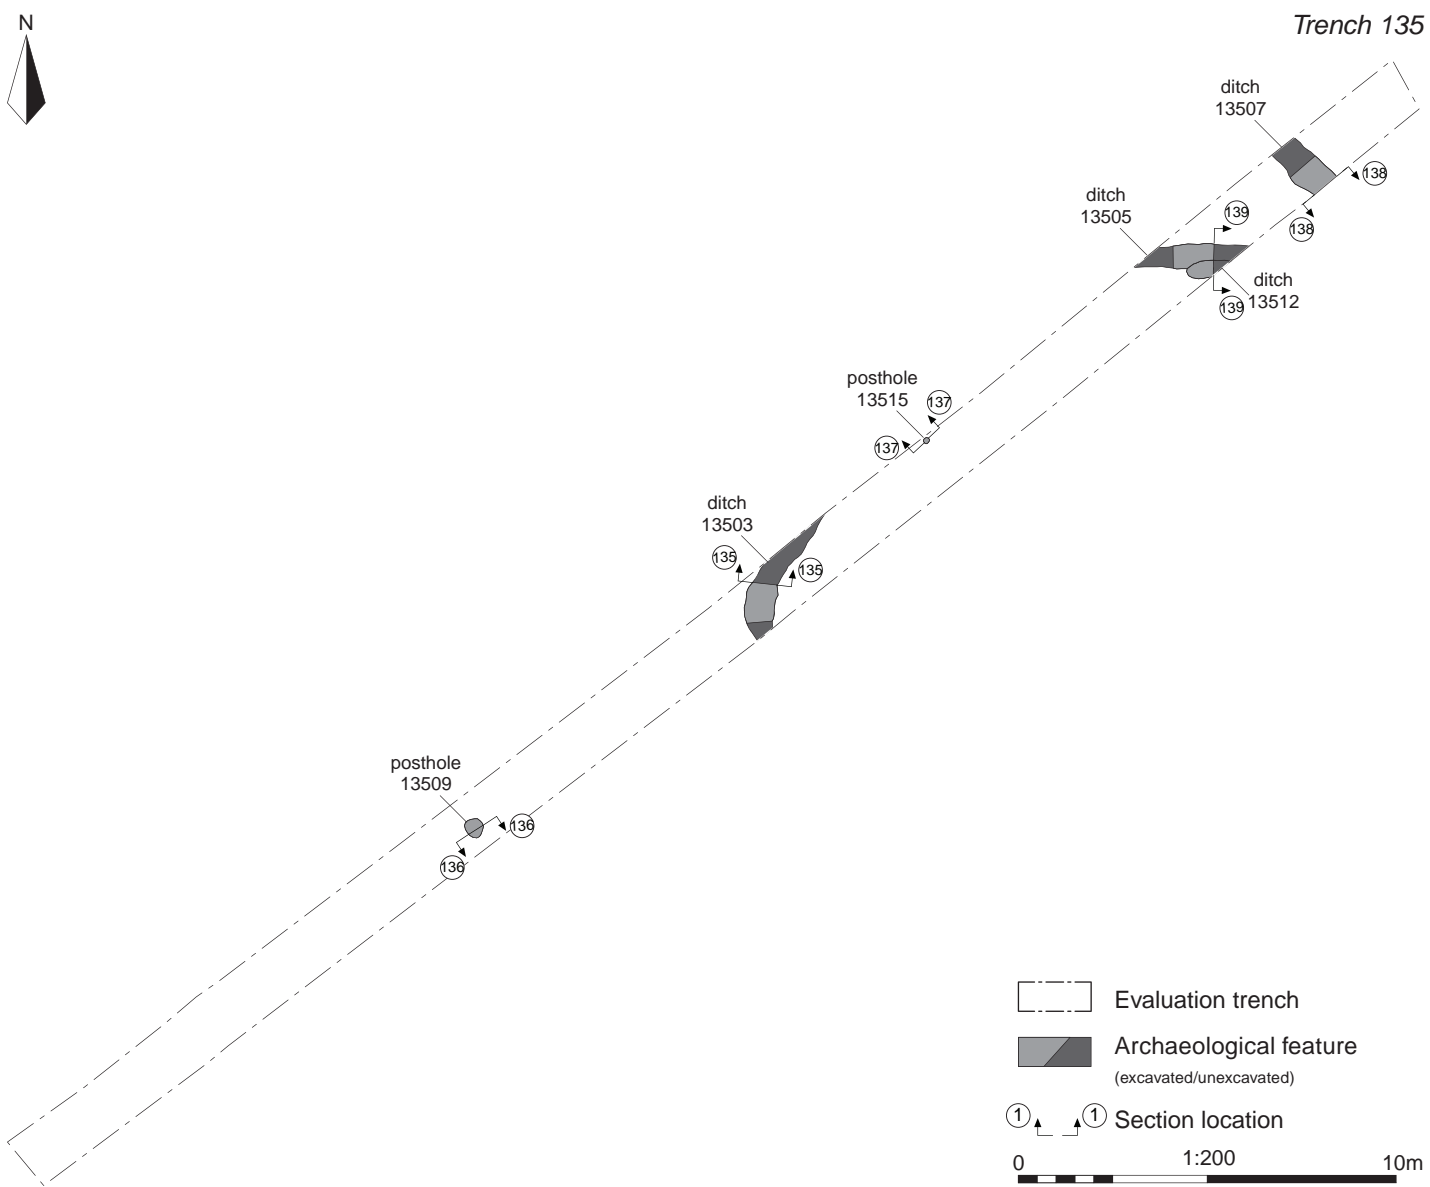 N
Trench 135
ditch
13507
138
138
ditch
13505
139
ditch
13512
139
posthole
13515
137
137
ditch
13503
135
135
posthole
13509
136
136
Evaluation trench
Archaeological feature
(excavated/unexcavated)
1 1 Section location
0 1:200 10m